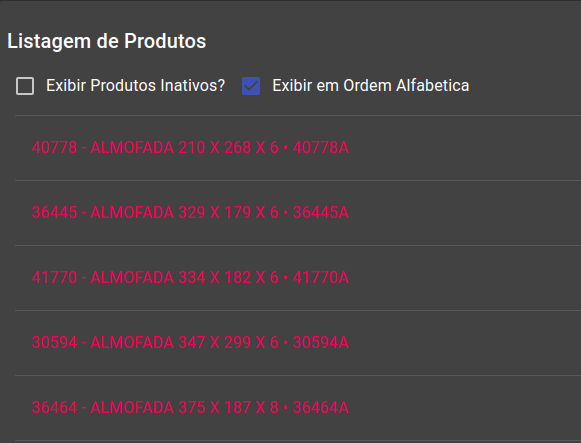 Listagem de Produtos
Exibir Produtos Inativos? Exibir em Ordem Alfabetica
40778 - ALMOFADA 210 X 268 X 6 • 40778A
36445 - ALMOFADA 329 X 179 X 6 • 36445A
41770 - ALMOFADA 334 X 182 X 6 • 41770A
30594 - ALMOFADA 347 X 299 X 6 • 30594A
36464 - ALMOFADA 375 X 187 X 8 • 36464A